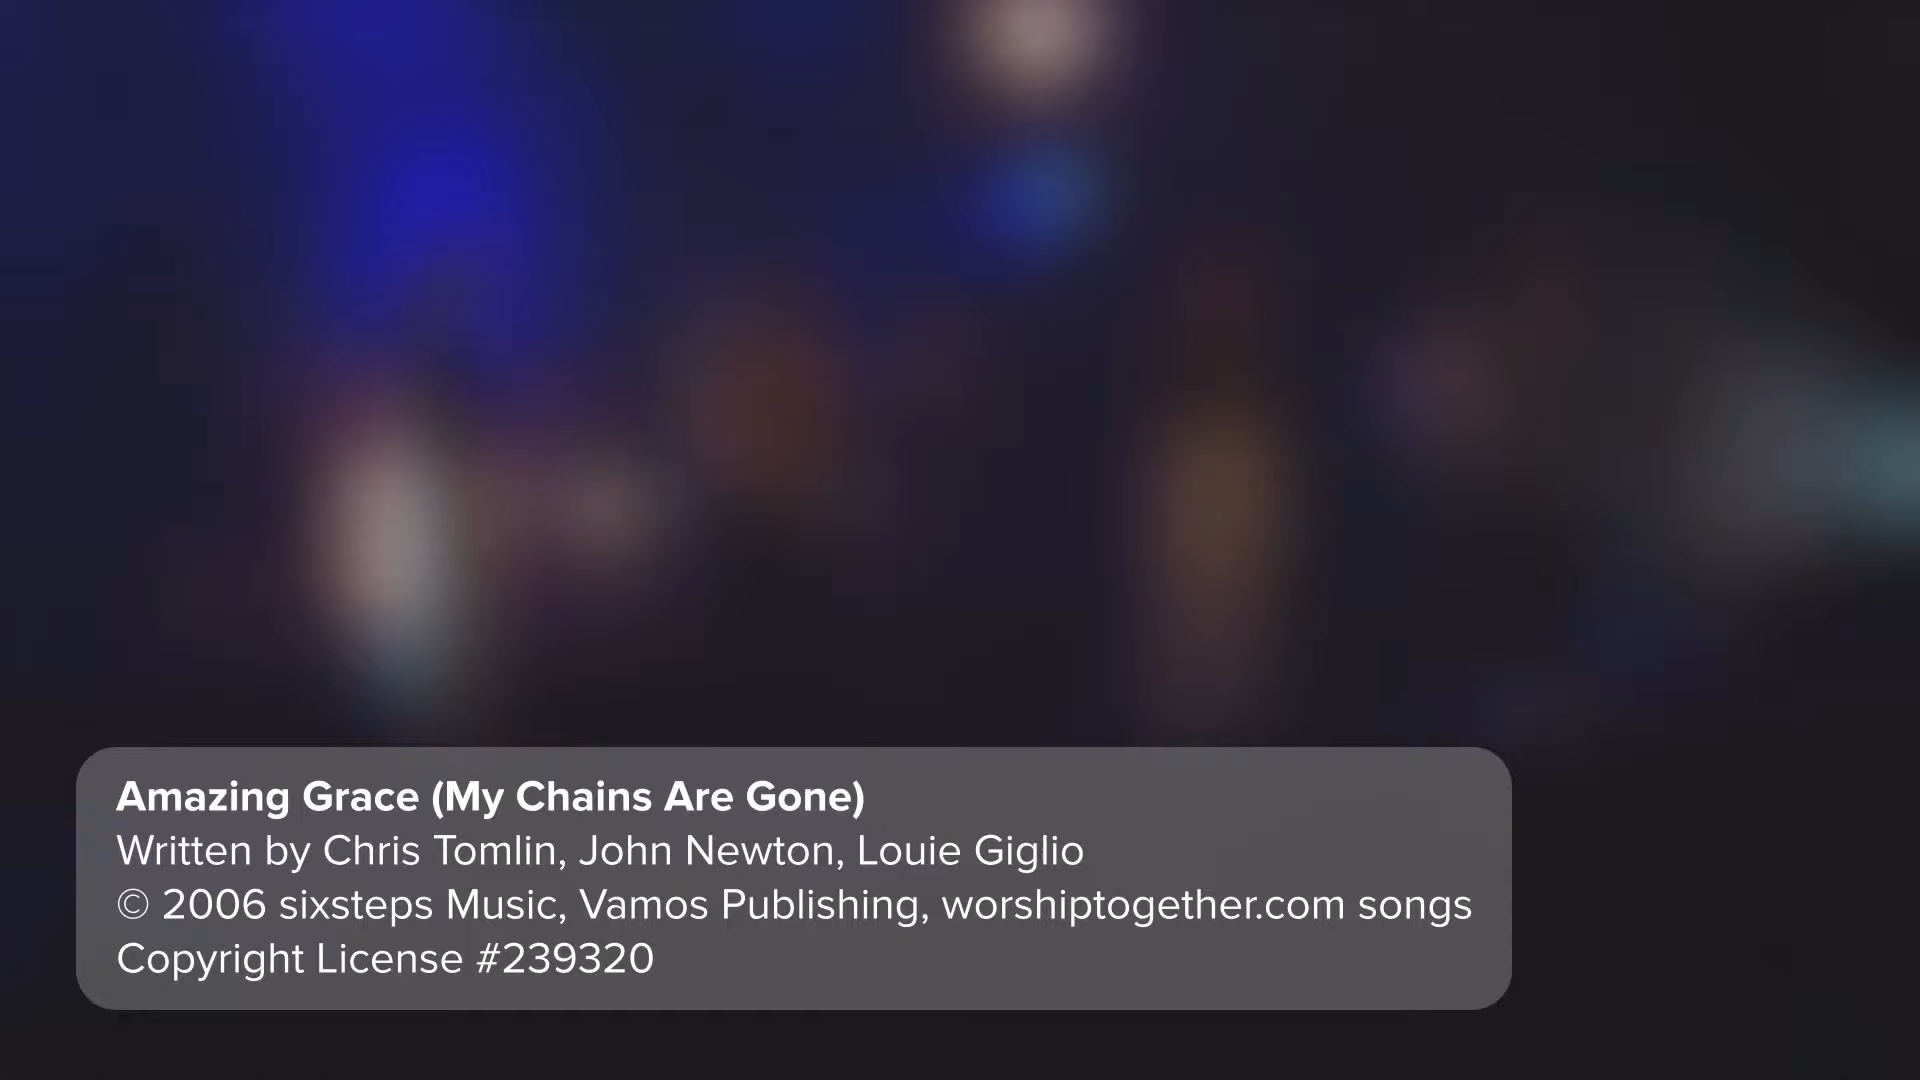 Amazing Grace (My Chains Are Gone)
Written by Chris Tomlin, John Newton, Louie Giglio
© 2006 sixsteps Music, Vamos Publishing, worshiptogether.com songs
Copyright License #239320